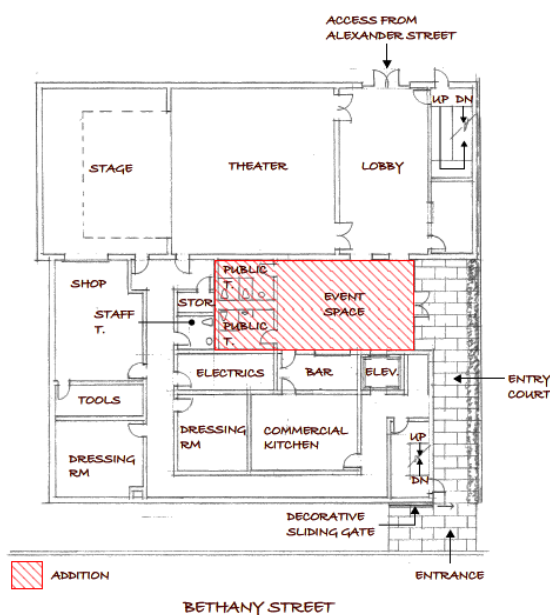 ACCESS FROM
ALEXANDER STREET
UP DN
STAGE
THEATER
LOBBY
PUBLIC
T.
SHOP
STOR
EVENT
SPACE
STAFF
T.
PUBLIC
T.
ELECTRICS
BAR
ELEV.
ENTRY
COURT
TOOLS
DRESSING
RM
COMMERCIAL
KITCHEN
UP
DRESSING
RM
DN
DECORATIVE
SLIDING GATE
ENTRANCE
ADDITION
BETHANY STREET